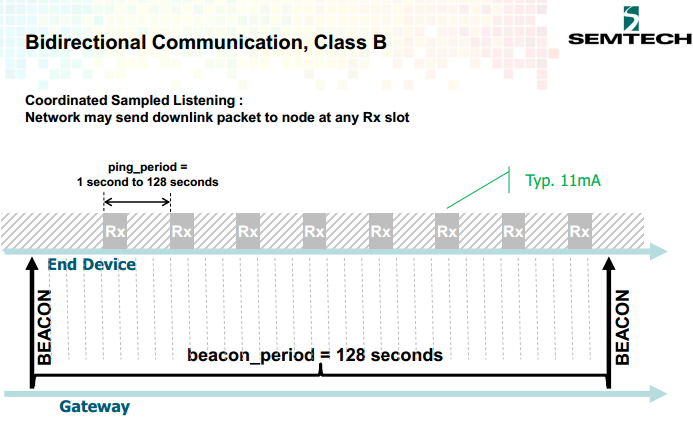 Bidirectional Communication, Class B
SEMTECH
Coordinated Sampled Listening :
Network may send downlink packet to node at any Rx slot
ping_period =
1 second to 128 seconds
Typ. 11mA
Rx Rx Rx Rx Rx Rx Rx Rx
End Device
BEACON
BEACON
beacon_period = 128 seconds
Gateway